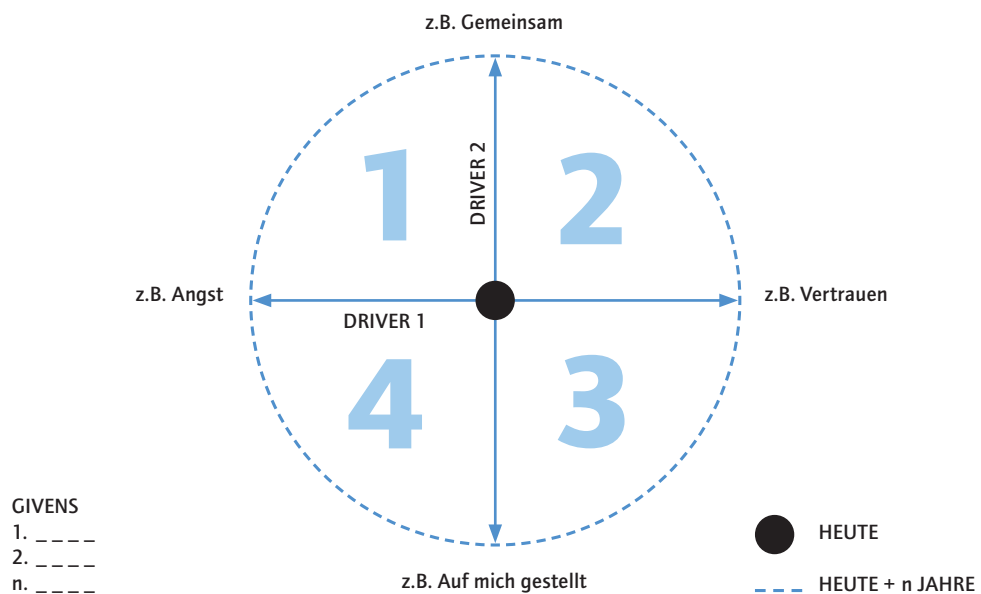 z.B. Gemeinsam
1
DRIVER 2
2
z.B. Angst
z.B. Vertrauen
DRIVER 1
4
3
GIVENS
1. _ _ _ _
2. _ _ _ _
n. _ _ _ _
HEUTE
z.B. Auf mich gestellt
HEUTE + n JAHRE